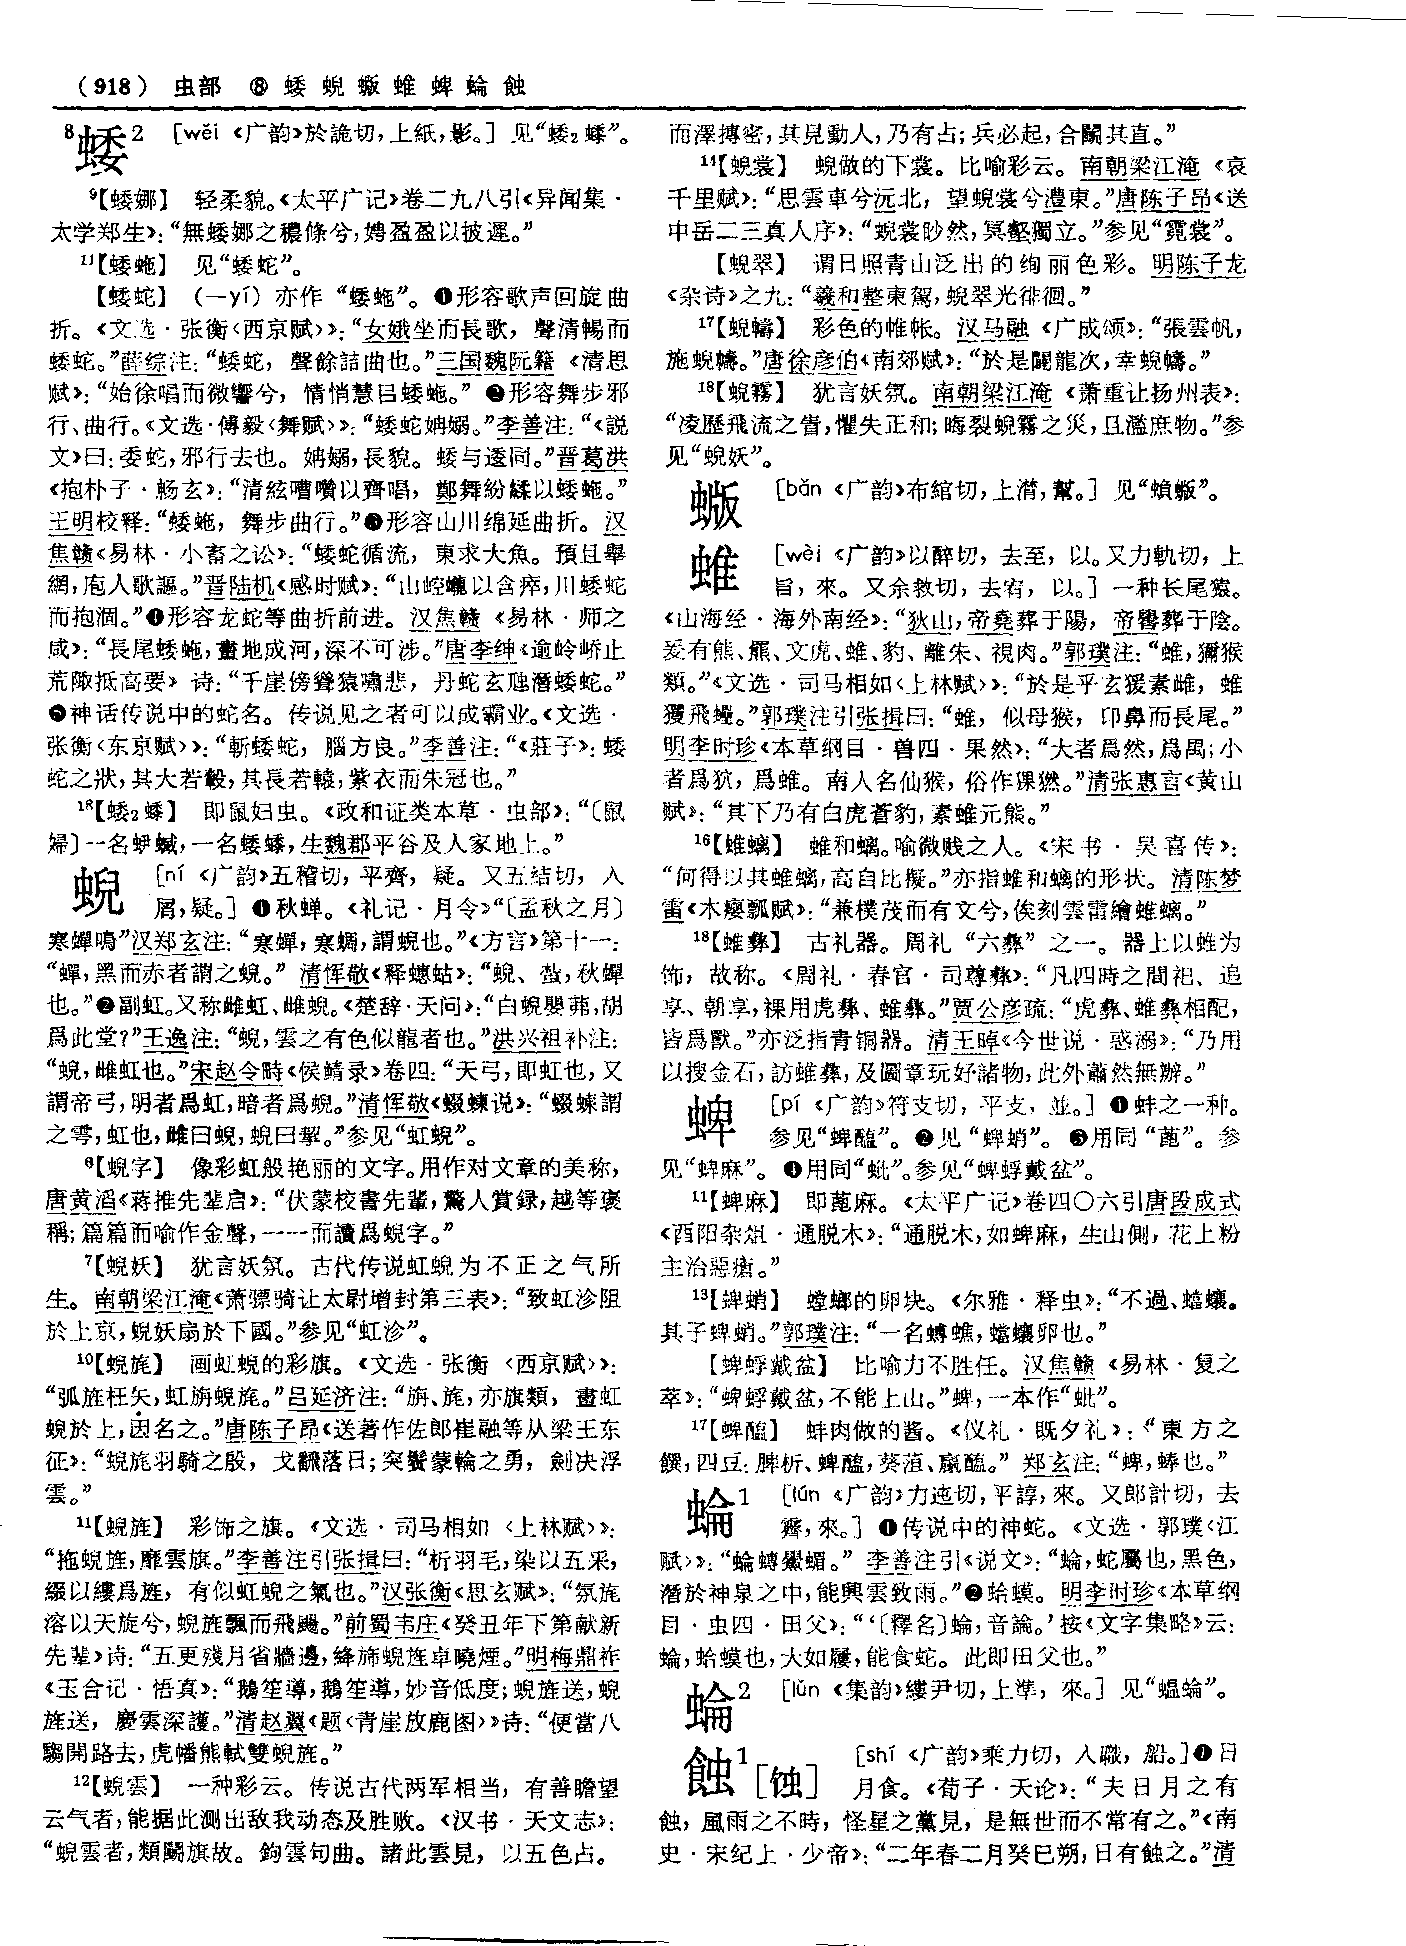 （918） 虫部 ⑧ 蜲 蜺 蝂 蜼 蜱 蜦 蝕
8蜲2 ［wěi《广韵》於詭切，上紙，影。］见“蜲2䗽”。
9【蜲娜】 轻柔貌。《太平广记》卷二九八引《异闻集·
太学郑生》：“無蜲娜之穠條兮，娉盈盈以披遲。”
11【蜲虵】 见“蜲蛇”。
【蜲蛇】（—yí）亦作“蜲虵”。❶形容歌声回旋曲
折。《文选·张衡〈西京赋〉》：“女娥坐而長歌，聲清暢而
蜲蛇。”薛综注：“蜲蛇，聲餘詰曲也。”三国魏阮籍《清思
赋》：“始徐唱而微響兮，情悄慧㠯蜲虵。”❷形容舞步邪
行、曲行。《文选·傅毅〈舞赋〉》：“蜲蛇姌嫋。”李善注：“《説
文》曰：委蛇，邪行去也。姌嫋，長貌。蜲与逶同。”晋葛洪
《抱朴子·畅玄》：“清絃嘈囋以齊唱，鄭舞紛緌以蜲虵。”
王明校释：“蜲虵，舞步曲行。”❸形容山川绵延曲折。汉
焦赣《易林·小畜之讼》：“蜲蛇循流，東求大魚。預且舉
網，庖人歌謳。”晋陆机《感时赋》：“山崆巄以含瘁，川蜲蛇
而抱涸。”❹形容龙蛇等曲折前进。汉焦赣《易林·师之
咸》：“長尾蜲虵，畫地成河，深不可涉。”唐李绅《逾岭峤止
荒陬抵高要》诗：“千崖傍聳猿嘯悲，丹蛇玄虺潛蜲蛇。”
❺神话传说中的蛇名。传说见之者可以成霸业。《文选·
张衡〈东京赋〉》：“斬蜲蛇，腦方良。”李善注：“《莊子》：蜲
蛇之狀，其大若轂，其長若轅，紫衣而朱冠也。”
18【蜲2䗽】 即鼠妇虫。《政和证类本草·虫部》：“〔鼠
婦〕一名蛜蝛，一名蜲䗽，生魏郡平谷及人家地上。”
蜺 ［ní《广韵》五稽切，平齊，疑。又五結切，入
屑，疑。］❶秋蝉。《礼记·月令》“〔孟秋之月〕
寒蟬鳴”汉郑玄注：“寒蟬，寒蜩，謂蜺也。”《方言》第十一：
“蟬，黑而赤者謂之蜺。”清恽敬《释蟪蛄》：“蜺、蛰，秋蟬
也。”❷副虹。又称雌虹、雌蜺。《楚辞·天问》：“白蜺嬰茀，胡
爲此堂？”王逸注：“蜺，雲之有色似龍者也。”洪兴祖补注：
“蜺，雌虹也。”宋赵令畤《侯鲭录》卷四：“天弓，即虹也，又
謂帝弓，明者爲虹，暗者爲蜺。”清恽敬《蝃蝀说》：“蝃蝀謂
之雩，虹也，雌曰蜺，蜺曰挈。”参见“虹蜺”。
6【蜺字】 像彩虹般艳丽的文字。用作对文章的美称，
唐黄滔《蒋推先辈启》：“伏蒙校書先輩，驚人賞録，越等褒
稱；篇篇而喻作金聲，一一而讀爲蜺字。”
7【蜺妖】 犹言妖氛。古代传说虹蜺为不正之气所
生。南朝梁江淹《萧骠骑让太尉增封第三表》：“致虹沴阻
於上京，蜺妖扇於下國。”参见“虹沴”。
10【蜺旄】 画虹蜺的彩旗。《文选·张衡〈西京赋〉》：
“弧旌枉矢，虹旃蜺旄。”吕延济注：“旃、旄，亦旗類，畫虹
蜺於上，因名之。”唐陈子昂《送著作佐郎崔融等从梁王东
征》：“蜺旄羽騎之殷，戈鋋落日；突鬢蒙輪之勇，劍决浮
雲。”
11【蜺旌】 彩饰之旗。《文选·司马相如〈上林赋〉》：
“拖蜺旌，靡雲旗。”李善注引张揖曰：“析羽毛，染以五采，
綴以縷爲旌，有似虹蜺之氣也。”汉张衡《思玄赋》：“氛旄
溶以天旋兮，蜺旌飄而飛颺。”前蜀韦庄《癸丑年下第献新
先辈》诗：“五更殘月省牆邊，絳旆蜺旌卓曉煙。”明梅鼎祚
《玉合记·悟真》：“鵝笙導，鵝笙導，妙音低度；蜺旌送，蜺
旌送，慶雲深護。”清赵翼《题〈青崖放鹿图〉》诗：“便當八
騶開路去，虎幡熊軾雙蜺旌。”
12【蜺雲】 一种彩云。传说古代两军相当，有善瞻望
云气者，能据此测出敌我动态及胜败。《汉书·天文志》：
“蜺雲者，類鬭旗故。鉤雲句曲。諸此雲見，以五色占。
而澤摶密，其見動人，乃有占；兵必起，合鬭其直。”
14【蜺裳】 蜺做的下裳。比喻彩云。南朝梁江淹《哀
千里赋》：“思雲車兮沅北，望蜺裳兮澧東。”唐陈子昂《送
中岳二三真人序》：“蜺裳眇然，冥壑獨立。”参见“霓裳”。
【蜺翠】 谓日照青山泛出的绚丽色彩。明陈子龙
《杂诗》之九：“羲和整東駕，蜺翠光徘徊。”
17【蜺幬】 彩色的帷帐。汉马融《广成颂》：“張雲帆，
施蜺幬。”唐徐彦伯《南郊赋》：“於是闢龍次，幸蜺幬。”
18【蜺霧】 犹言妖氛。南朝梁江淹《萧重让扬州表》：
“凌歷飛流之眚，懼失正和；晦裂蜺霧之災，且濫庶物。”参
见“蜺妖”。
蝂 ［bǎn《广韵》布綰切，上潸，幫。］见“蝜蝂”。
蜼 ［wèi《广韵》以醉切，去至，以。又力軌切，上
旨，來。又余救切，去宥，以。］一种长尾猿。
《山海经·海外南经》：“狄山，帝堯葬于陽，帝嚳葬于陰。
爰有熊、羆、文虎、蜼、豹、離朱、視肉。”郭璞注：“蜼，獼猴
類。”《文选·司马相如〈上林赋〉》：“於是乎玄猨素雌，蜼
玃飛蠝。”郭璞注引张揖曰：“蜼，似母猴，卬鼻而長尾。”
明李时珍《本草纲目·兽四·果然》：“大者爲然，爲禺；小
者爲狖，爲蜼。南人名仙猴，俗作猓㸐。”清张惠言《黄山
赋》：“其下乃有白虎蒼豹，素蜼元熊。”
16【蜼螭】 蜼和螭。喻微贱之人。《宋书·吴喜传》：
“何得以其蜼螭，高自比擬。”亦指蜼和螭的形状。清陈梦
雷《木瘿瓢赋》：“兼樸茂而有文兮，俟刻雲雷繪蜼螭。”
18【蜼彝】 古礼器。周礼“六彝”之一。器上以蜼为
饰，故称。《周礼·春官·司尊彝》：“凡四時之間祀、追
享、朝享，祼用虎彝、蜼彝。”贾公彦疏：“虎彝、蜼彝相配，
皆爲獸。”亦泛指青铜器。清王晫《今世说·惑溺》：“乃用
以搜金石，訪蜼彝，及圖章玩好諸物，此外蕭然無辦。”
蜱 ［pí《广韵》符支切，平支，並。］❶蚌之一种。
参见“蜱醢”。❷见“蜱蛸”。❸用同“蓖”。参
见“蜱麻”。❹用同“蚍”。参见“蜱蜉戴盆”。
11【蜱麻】 即蓖麻。《太平广记》卷四〇六引唐段成式
《酉阳杂俎·通脱木》：“通脱木，如蜱麻，生山側，花上粉
主治惡瘡。”
13【蜱蛸】 螳螂的卵块。《尔雅·释虫》：“不過、蟷蠰。
其子蜱蛸。”郭璞注：“一名䗚蟭，蟷蠰卵也。”
【蜱蜉戴盆】 比喻力不胜任。汉焦赣《易林·复之
萃》：“蜱蜉戴盆，不能上山。”蜱，一本作“蚍”。
17【蜱醢】 蚌肉做的酱。《仪礼·既夕礼》：“東方之
饌，四豆：脾析、蜱醢，葵菹、蠃醢。”郑玄注：“蜱，蜯也。”
蜦1 ［lún《广韵》力迍切，平諄，來。又郎計切，去
霽，來。］❶传说中的神蛇。《文选·郭璞〈江
赋〉》：“蜦蟳鱟蝐。”李善注引《说文》：“蜦，蛇屬也，黑色，
潛於神泉之中，能興雲致雨。”❷蛤蟆。明李时珍《本草纲
目·虫四·田父》：“‘〔釋名〕蜦，音論。’按《文字集略》云：
蜦，蛤蟆也，大如屨，能食蛇。此即田父也。”
蜦2 ［lǔn《集韵》縷尹切，上準，來。］见“蝹蜦”。
蝕1［蚀］ ［shí《广韵》乘力切，入職，船。］❶日
月食。《荀子·天论》：“夫日月之有
蝕，風雨之不時，怪星之黨見，是無世而不常有之。”《南
史·宋纪上·少帝》：“二年春二月癸巳朔，日有蝕之。”清